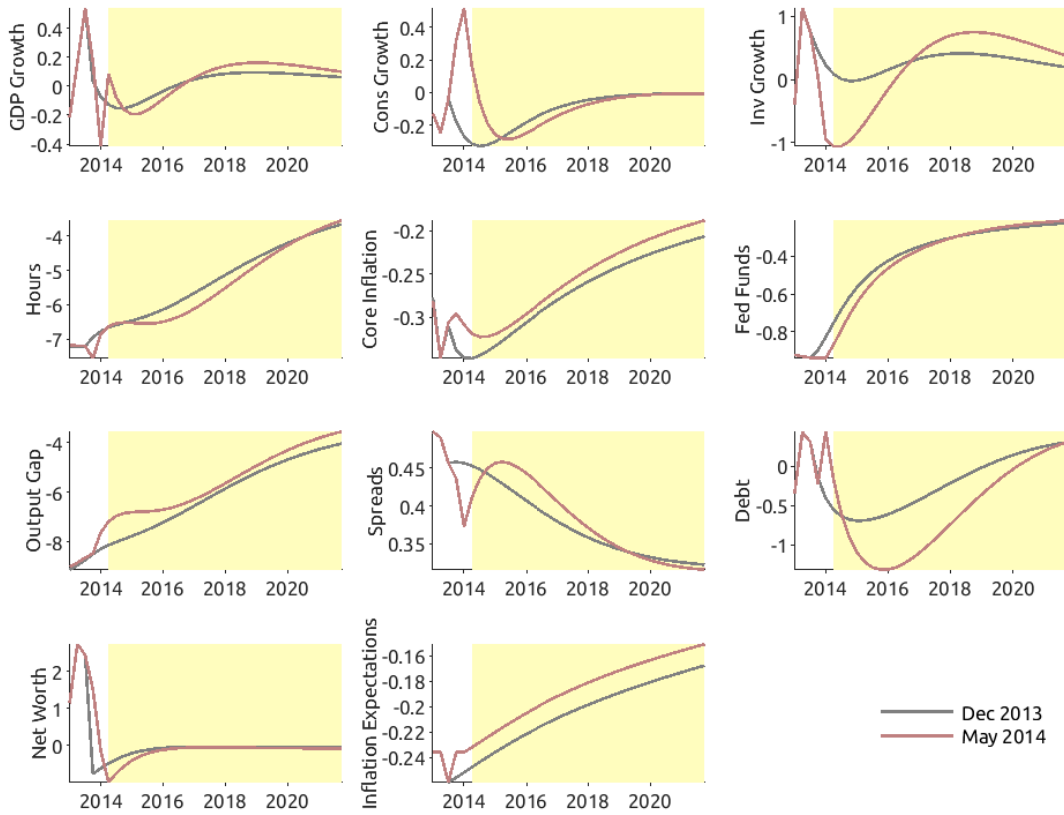 GDP Growth
0.4
0.2
0
-0.2
-0.4
2014 2016 2018 2020
Cons Growth
0.4
0.2
0
-0.2
2014 2016 2018 2020
Inv Growth
1
0
-1
2014 2016 2018 2020
Hours
-4
-5
-6
-7
2014 2016 2018 2020
Core Inflation
-0.2
-0.25
-0.3
2014 2016 2018 2020
Fed Funds
-0.4
-0.6
-0.8
2014 2016 2018 2020
Output Gap
-4
-6
-8
2014 2016 2018 2020
Spreads
0.45
0.4
0.35
2014 2016 2018 2020
Debt
0
-0.5
-1
2014 2016 2018 2020
Net Worth
2
1
0
2014 2016 2018 2020
Inflation Expectations
-0.16
-0.18
-0.2
-0.22
-0.24
2014 2016 2018 2020
Dec 2013
May 2014